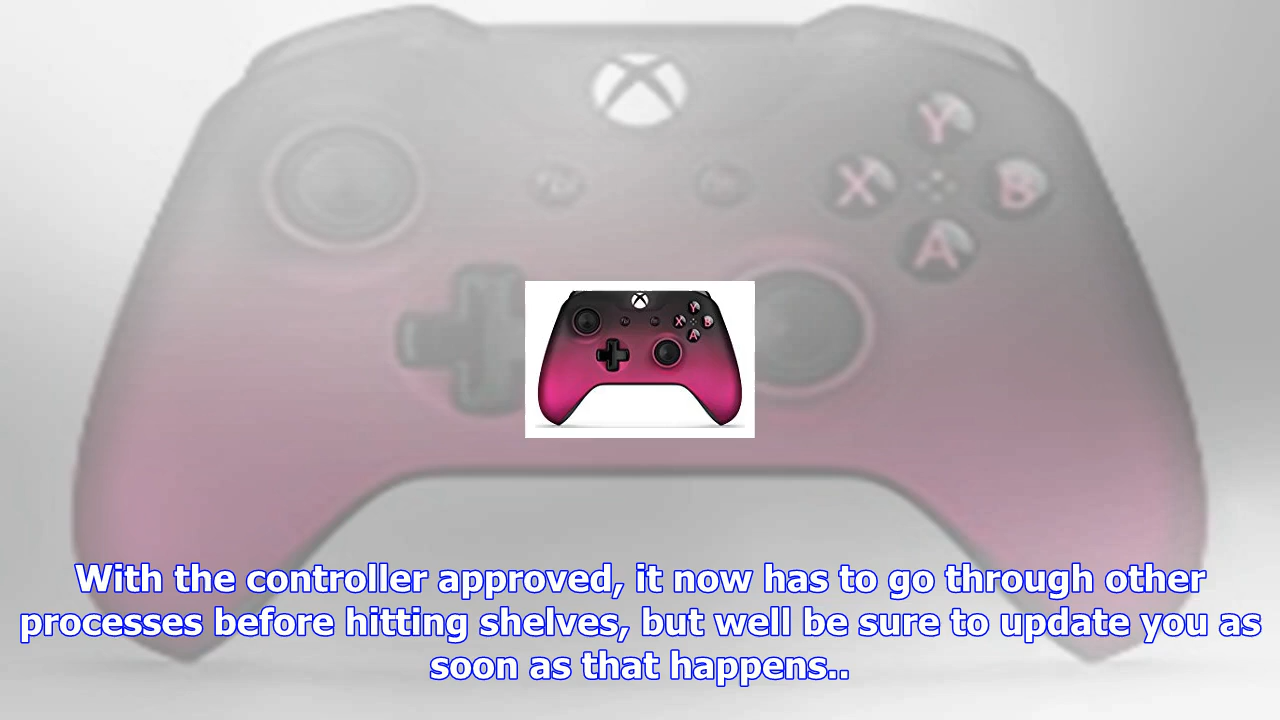 Y
X B
A
Y
X B
A
With the controller approved, it now has to go through other
processes before hitting shelves, but well be sure to update you as
soon as that happens..